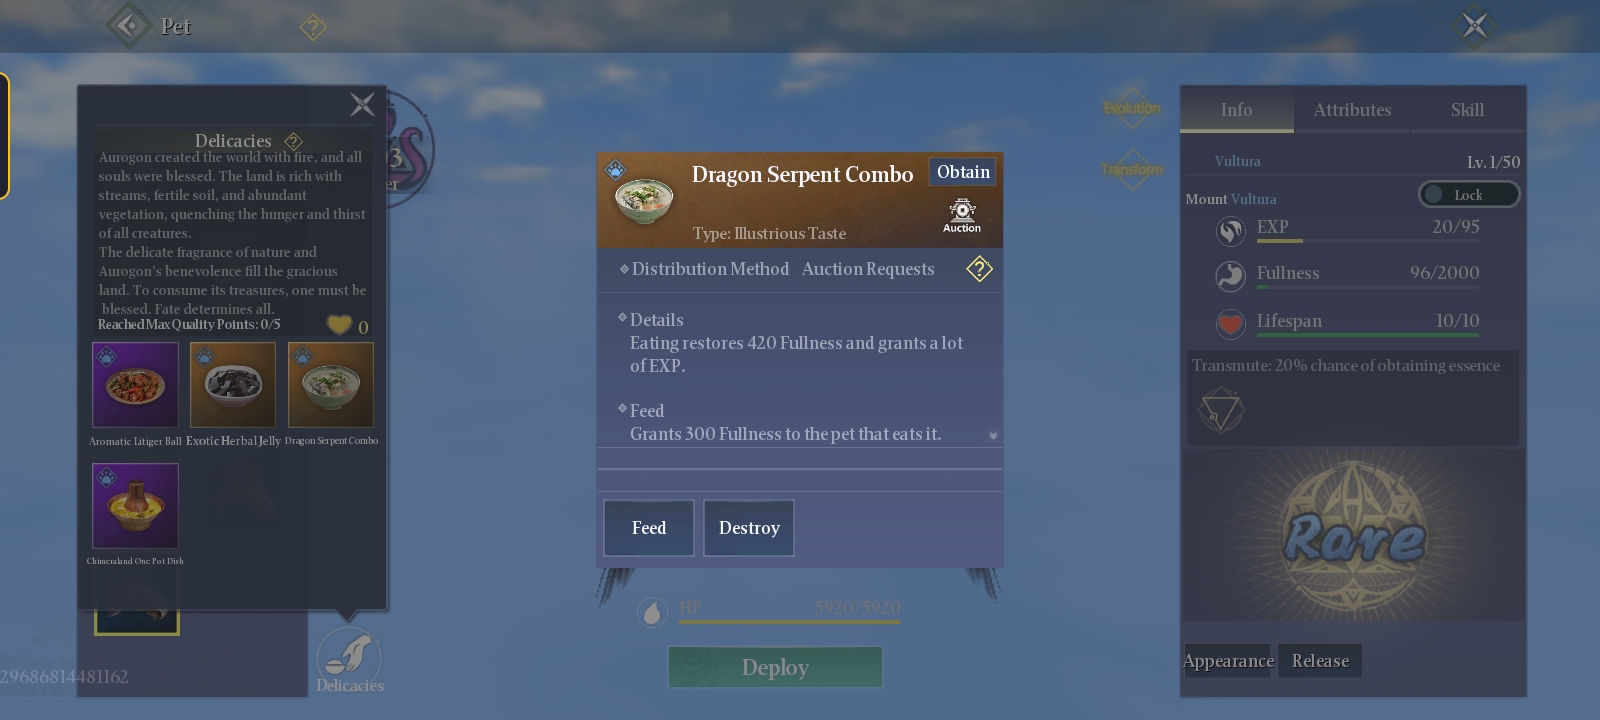 Pet
Delicacies
Aurogon created the world with fire, and all
souls were blessed. The land is rich with
streams, fertile soil, and abundant
vegetation, quenching the hunger and thirst
of all creatures.
The delicate fragrance of nature and
Aurogon's benevolence fill the gracious
land. To consume its treasures, one must be
blessed. Fate determines all.
Reached Max Quality Points: 0/5
0
Aromatic Litiger Ball
Exotic Herbal Jelly
Dragon Serpent Combo
Chimeraland One Pot Dish
29686814481162
Delicacies
Dragon Serpent Combo
Obtain
Type: Illustrious Taste
Auction
Distribution Method Auction Requests
Details
Eating restores 420 Fullness and grants a lot
of EXP.
Feed
Grants 300 Fullness to the pet that eats it.
Feed
Destroy
HP 5920/5920
Deploy
Evolution
Transform
Info
Attributes
Skill
Vultura
Lv. 1/50
Mount Vultura
Lock
EXP 20/95
Fullness 96/2000
Lifespan 10/10
Transmute: 20% chance of obtaining essence
Rare
Appearance
Release